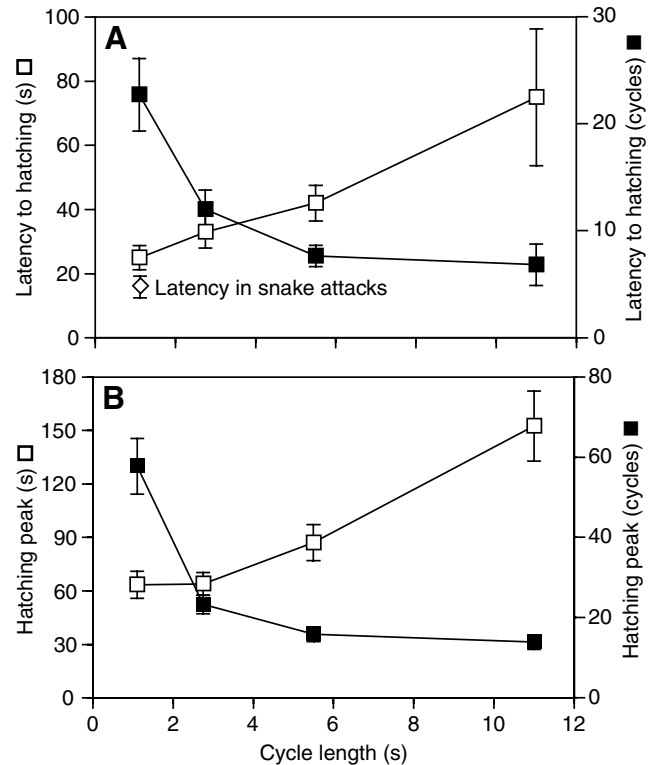 A
100
80
60
40
20
0
Latency to hatching (s)
30
20
10
0
Latency to hatching (cycles)
Latency in snake attacks
B
180
150
120
90
60
30
0
Hatching peak (s)
80
60
40
20
0
Hatching peak (cycles)
0 2 4 6 8 10 12
Cycle length (s)